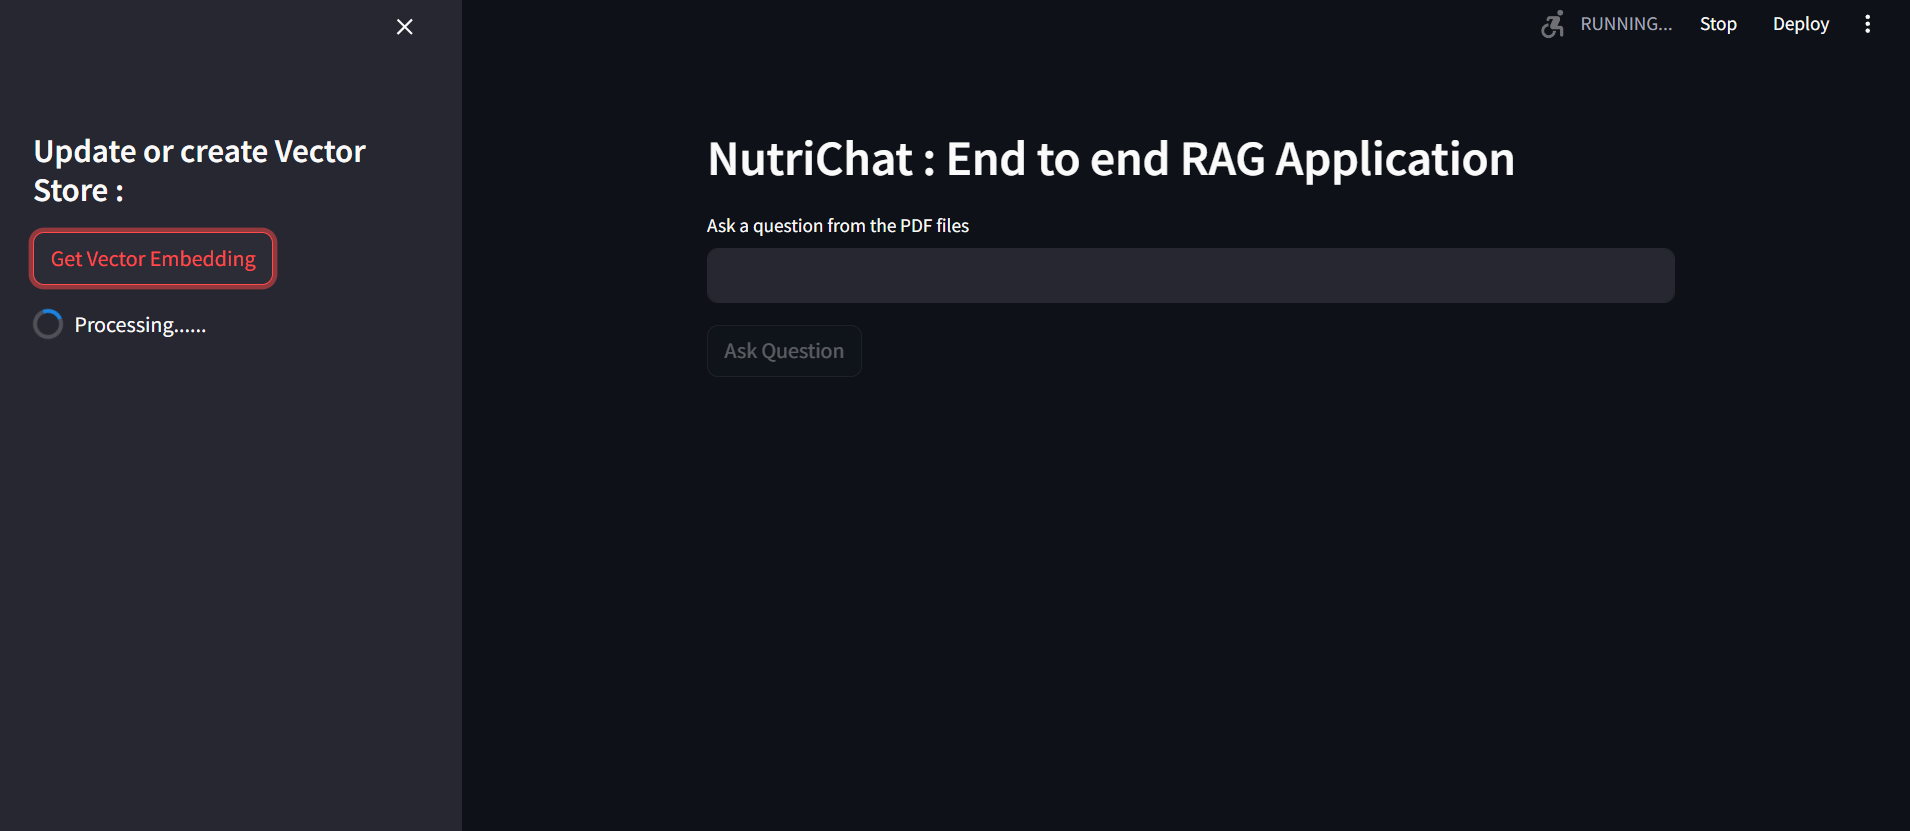 RUNNING...
Stop
Deploy
Update or create Vector
Store :
Get Vector Embedding
Processing......
NutriChat : End to end RAG Application
Ask a question from the PDF files
Ask Question